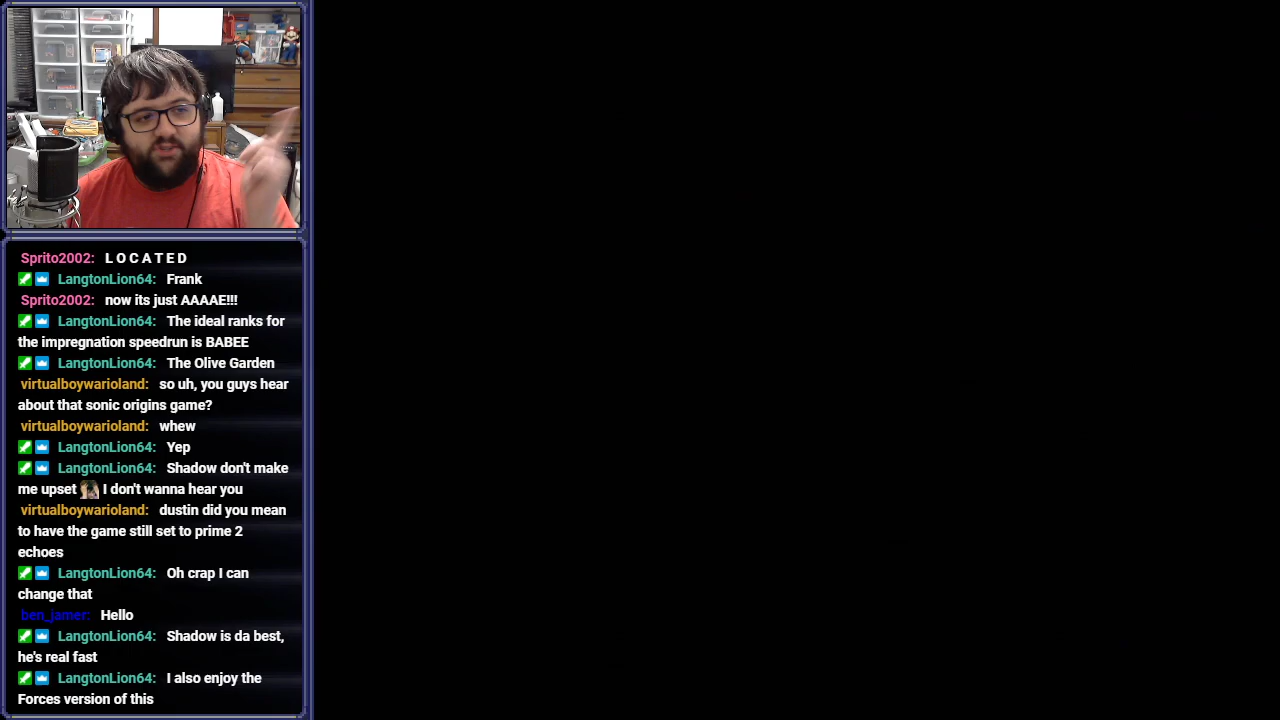 Sprito2002: L O C A T E D
LangtonLion64: Frank
Sprito2002: now its just AAAAE!!!
LangtonLion64: The ideal ranks for
the impregnation speedrun is BABEE
LangtonLion64: The Olive Garden
virtualboywarioland: so uh, you guys hear
about that sonic origins game?
virtualboywarioland: whew
LangtonLion64: Yep
LangtonLion64: Shadow don't make
me upset I don't wanna hear you
virtualboywarioland: dustin did you mean
to have the game still set to prime 2
echoes
LangtonLion64: Oh crap I can
change that
ben_jamer: Hello
LangtonLion64: Shadow is da best,
he's real fast
LangtonLion64: I also enjoy the
Forces version of this